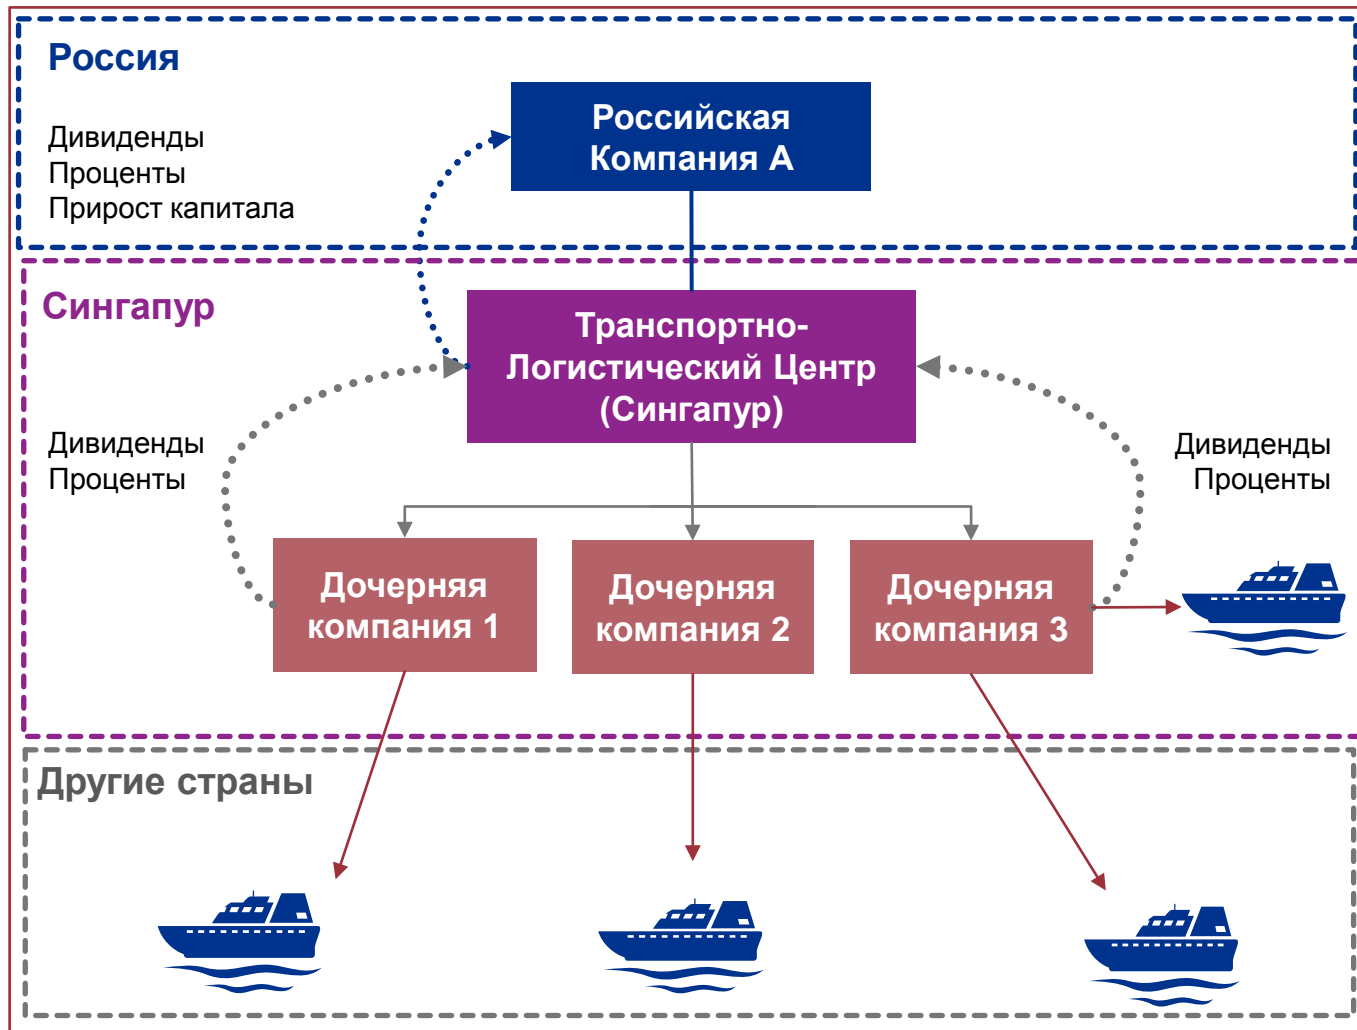 Россия
Дивиденды
Проценты
Прирост капитала
Российская
Компания А
Сингапур
Транспортно-
Логистический Центр
(Сингапур)
Дивиденды
Проценты
Дивиденды
Проценты
Дочерняя
компания 1
Дочерняя
компания 2
Дочерняя
компания 3
Другие страны